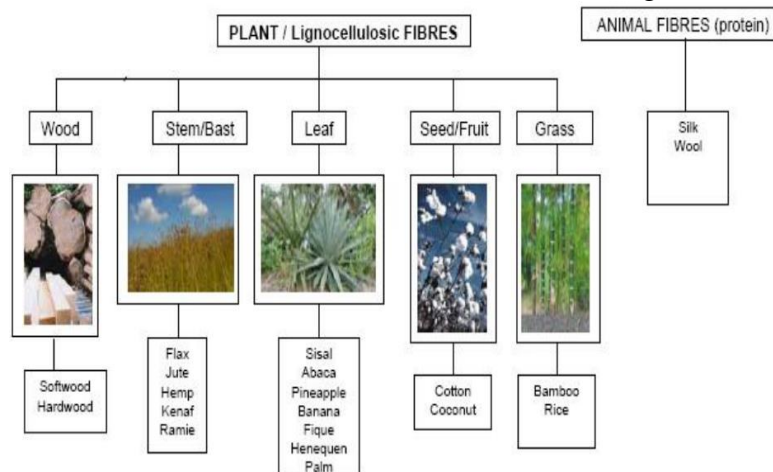 PLANT / Lignocellulosic FIBRES
ANIMAL FIBRES (protein)
Wood
Stem/Bast
Leaf
Seed/Fruit
Grass
Silk
Wool
Softwood
Hardwood
Flax
Jute
Hemp
Kenaf
Ramie
Sisal
Abaca
Pineapple
Banana
Fique
Henequen
Palm
Cotton
Coconut
Bamboo
Rice